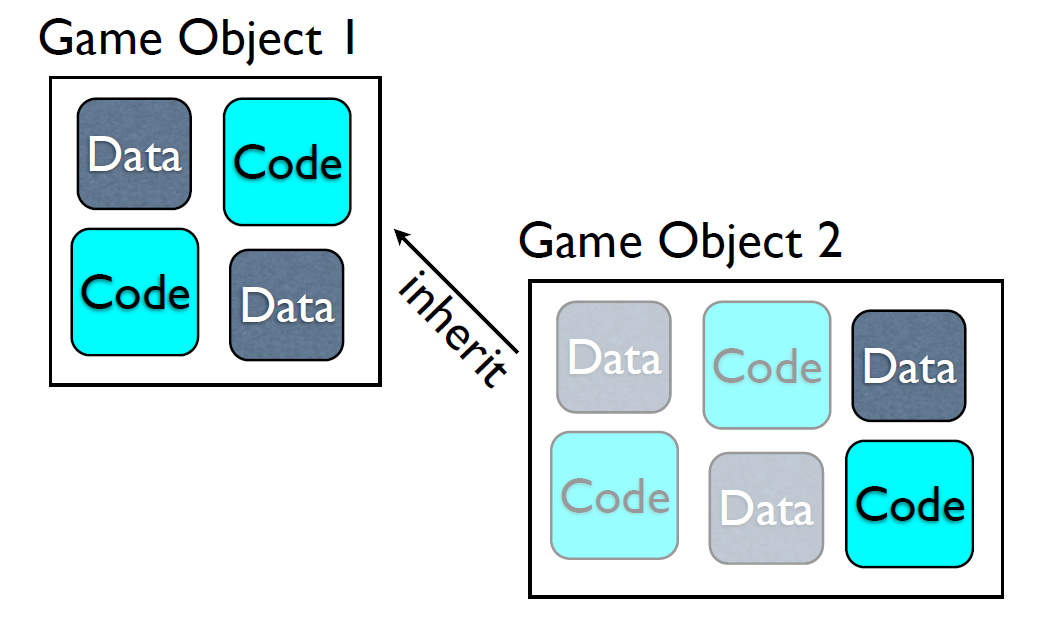 Game Object 1
Data
Code
Code
Data
inherit
Game Object 2
Data
Code
Data
Code
Data
Code